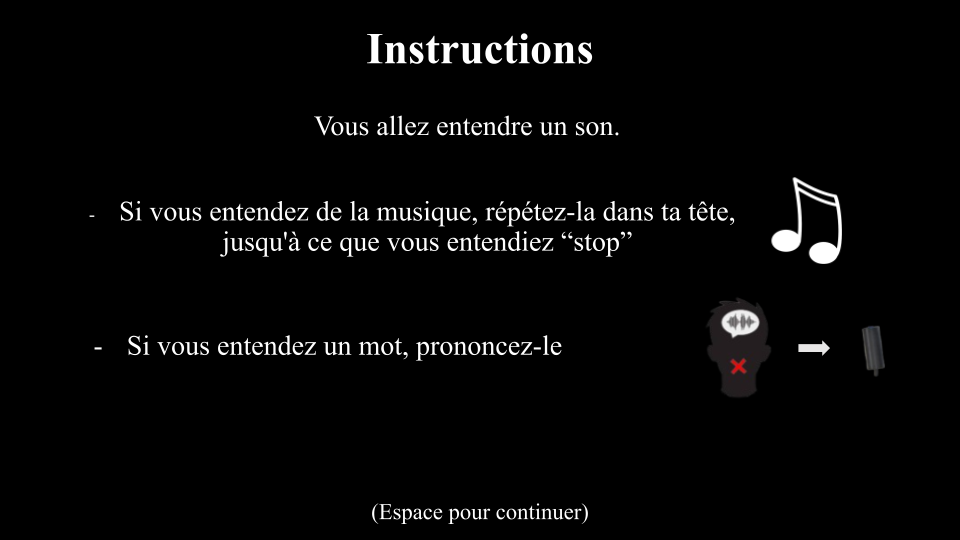 Instructions
Vous allez entendre un son.
- Si vous entendez de la musique, répétez-la dans ta tête,
jusqu'à ce que vous entendiez “stop”
- Si vous entendez un mot, prononcez-le
(Espace pour continuer)